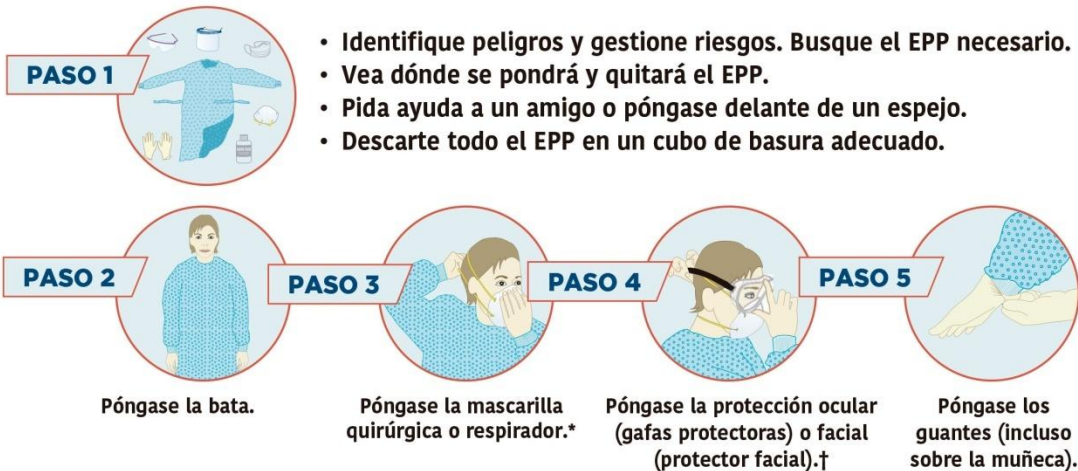 PASO 1
• Identifique peligros y gestione riesgos. Busque el EPP necesario.
• Vea dónde se pondrá y quitará el EPP.
• Pida ayuda a un amigo o póngase delante de un espejo.
• Descarte todo el EPP en un cubo de basura adecuado.
PASO 2
Póngase la bata.
PASO 3
Póngase la mascarilla
quirúrgica o respirador.*
PASO 4
Póngase la protección ocular
(gafas protectoras) o facial
(protector facial).†
PASO 5
Póngase los
guantes (incluso
sobre la muñeca).